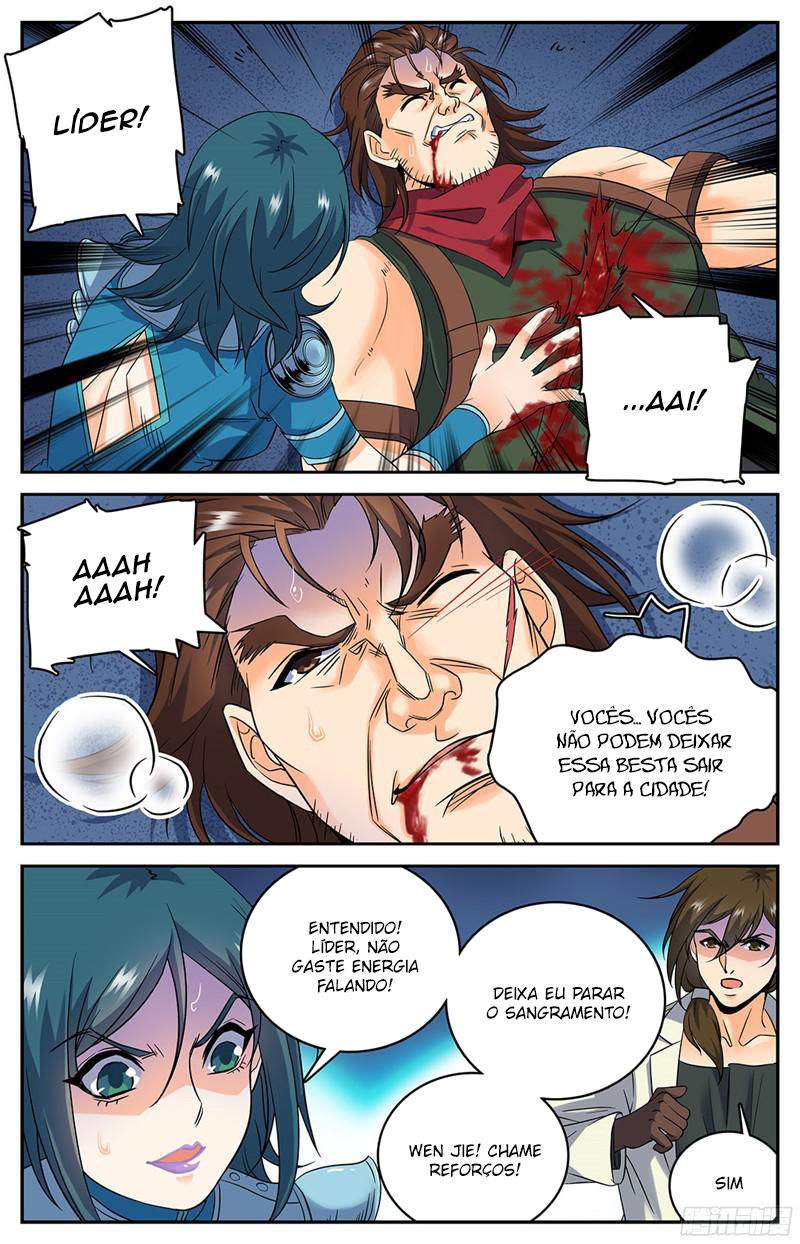 LÍDER!
...AAI!
AAAH
AAAH!
VOCÊS... VOCÊS
NÃO PODEM DEIXAR
ESSA BESTA SAIR
PARA A CIDADE!
ENTENDIDO!
LÍDER, NÃO
GASTE ENERGIA
FALANDO!
DEIXA EU PARAR
O SANGRAMENTO!
WEN JIE! CHAME
REFORÇOS!
SIM